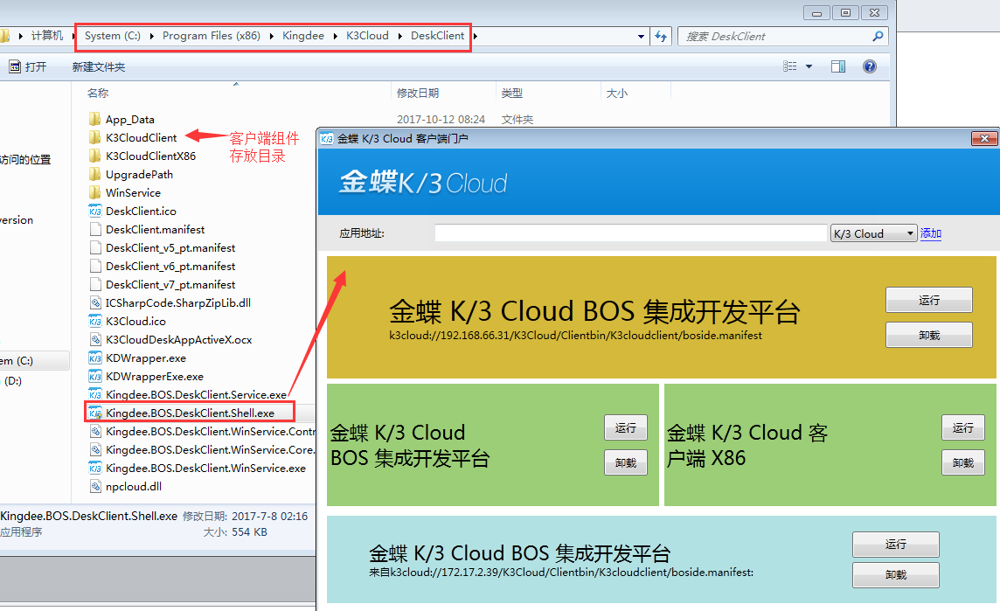 计算机 System (C:) Program Files (x86) Kingdee K3Cloud DeskClient 搜索 DeskClient
打开 新建文件夹
名称 修改日期 类型 大小
App_Data 2017-10-12 08:24 文件夹
K3CloudClient
客户端组件
存放目录
K3CloudClientX86
UpgradePath
WinService
DeskClient.ico
DeskClient.manifest
DeskClient_v5_pt.manifest
DeskClient_v6_pt.manifest
DeskClient_v7_pt.manifest
ICSharpCode.SharpZipLib.dll
K3Cloud.ico
K3CloudDeskAppActiveX.ocx
KDWrapper.exe
KDWrapperExe.exe
Kingdee.BOS.DeskClient.Service.exe
Kingdee.BOS.DeskClient.Shell.exe
Kingdee.BOS.DeskClient.WinService.Contr
Kingdee.BOS.DeskClient.WinService.Core.
Kingdee.BOS.DeskClient.WinService.exe
npcloud.dll
访问的位置
version
em (C:)
(D:)
Kingdee.BOS.DeskClient.Shell.exe 修改日期: 2017-7-8 02:16
应用程序 大小: 554 KB
K/3 金蝶 K/3 Cloud 客户端门户
金蝶K/3 Cloud
应用地址: K/3 Cloud 添加
金蝶 K/3 Cloud BOS 集成开发平台
k3cloud://192.168.66.31/K3Cloud/Clientbin/K3cloudclient/boside.manifest
运行
卸载
金蝶 K/3 Cloud
BOS 集成开发平台
运行
卸载
金蝶 K/3 Cloud 客
户端 X86
运行
卸载
金蝶 K/3 Cloud BOS 集成开发平台
来自k3cloud://172.17.2.39/K3Cloud/Clientbin/K3cloudclient/boside.manifest:
运行
卸载